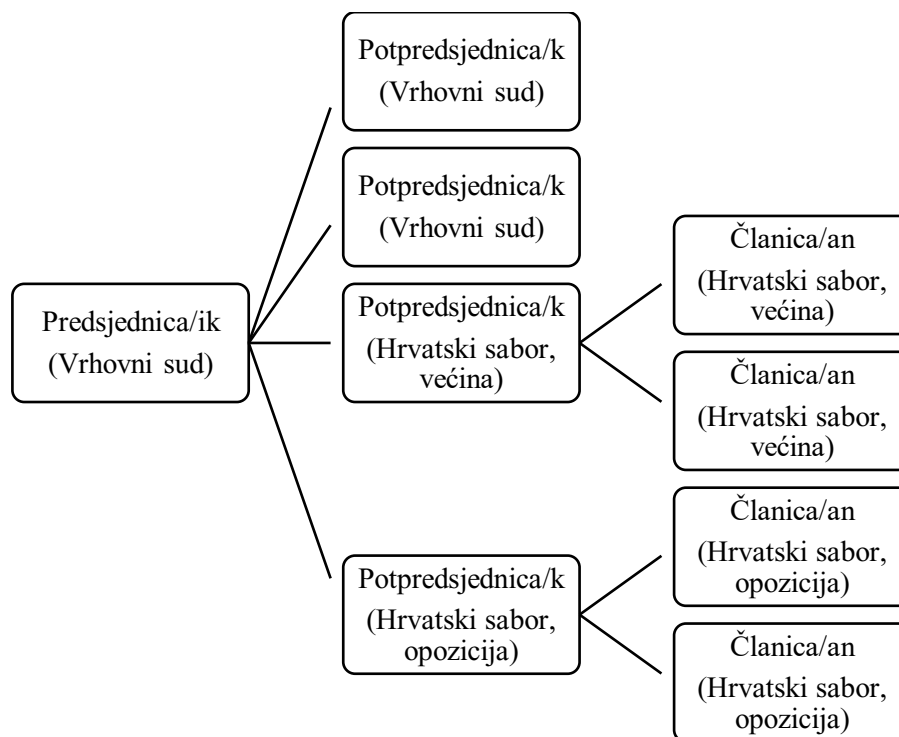 Potpredsjednica/k
(Vrhovni sud)
Potpredsjednica/k
(Vrhovni sud)
Predsjednica/ik
(Vrhovni sud)
Potpredsjednica/k
(Hrvatski sabor,
većina)
Potpredsjednica/k
(Hrvatski sabor,
opozicija)
Članica/an
(Hrvatski sabor,
većina)
Članica/an
(Hrvatski sabor,
većina)
Članica/an
(Hrvatski sabor,
opozicija)
Članica/an
(Hrvatski sabor,
opozicija)